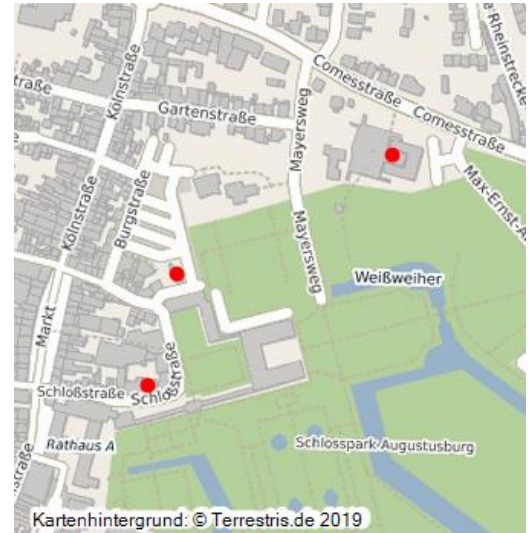 Rheinstrecke
Comesstraße
Comesstraße
Kölnstraße
Gartenstraße
Mayersweg
Burgstraße
Kölnstraße
Max-Ernst-A
Mayersweg
Weißweiher
Markt
Schloßstraße
Schloßstraße
Rathaus A
Schlosspark Augustusburg
Kartenhintergrund: © Terrestris.de 2019